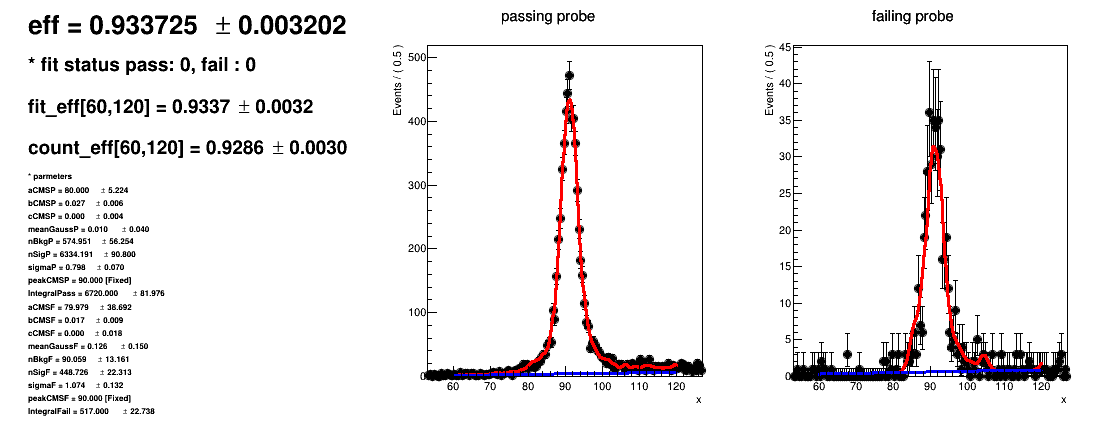 eff = 0.933725 ± 0.003202
* fit status pass: 0, fail : 0
fit_eff[60,120] = 0.9337 ± 0.0032
count_eff[60,120] = 0.9286 ± 0.0030
* parmeters
aCMSP = 80.000 ± 5.224
bCMSP = 0.027 ± 0.006
cCMSP = 0.000 ± 0.004
meanGaussP = 0.010 ± 0.040
nBkgP = 574.951 ± 56.254
nSigP = 6334.191 ± 90.800
sigmaP = 0.798 ± 0.070
peakCMSP = 90.000 [Fixed]
IntegralPass = 6720.000 ± 81.976
aCMSF = 79.979 ± 38.692
bCMSF = 0.017 ± 0.009
cCMSF = 0.000 ± 0.018
meanGaussF = 0.126 ± 0.150
nBkgF = 90.059 ± 13.161
nSigF = 448.726 ± 22.313
sigmaF = 1.074 ± 0.132
peakCMSF = 90.000 [Fixed]
IntegralFail = 517.000 ± 22.738
passing probe
Events / ( 0.5 )
500
400
300
200
100
0
60 70 80 90 100 110 120
x
failing probe
Events / ( 0.5 )
45
40
35
30
25
20
15
10
5
0
60 70 80 90 100 110 120
x